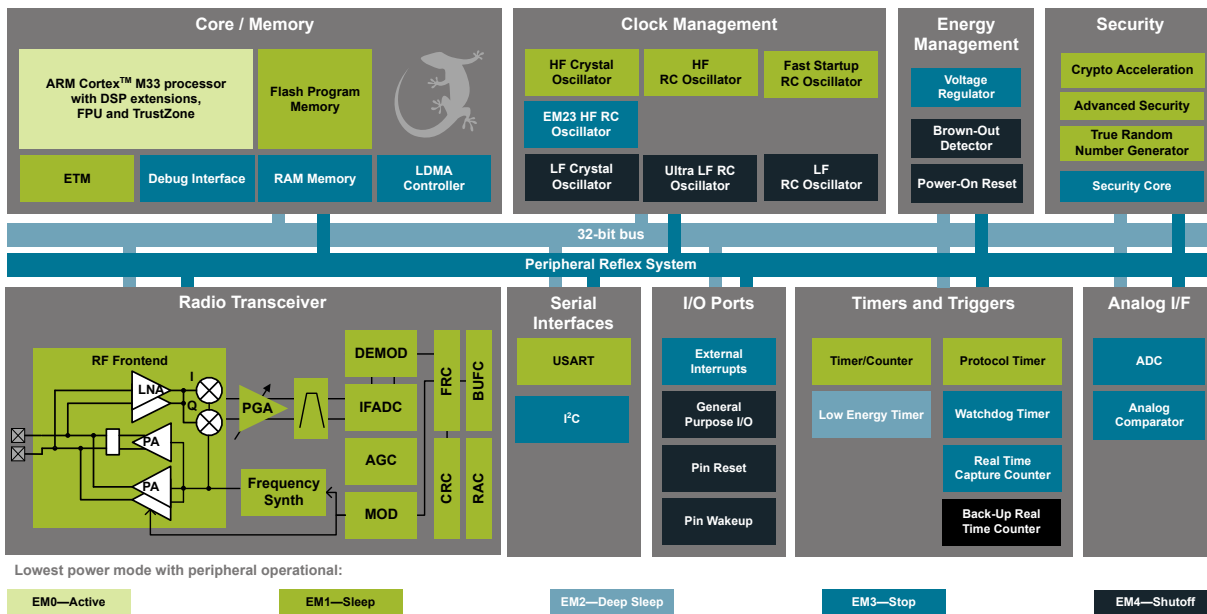 Core / Memory
ARM Cortex™ M33 processor
with DSP extensions,
FPU and TrustZone
Flash Program
Memory
ETM
Debug Interface
RAM Memory
LDMA
Controller
Clock Management
HF Crystal
Oscillator
HF
RC Oscillator
Fast Startup
RC Oscillator
EM23 HF RC
Oscillator
LF Crystal
Oscillator
Ultra LF RC
Oscillator
LF
RC Oscillator
Energy
Management
Voltage
Regulator
Brown-Out
Detector
Power-On Reset
Security
Crypto Acceleration
Advanced Security
True Random
Number Generator
Security Core
32-bit bus
Peripheral Reflex System
Radio Transceiver
RF Frontend
LNA
I
Q
PA
PA
PGA
Frequency
Synth
DEMOD
IFADC
AGC
MOD
FRC
BUFC
CRC
RAC
Serial
Interfaces
USART
I²C
I/O Ports
External
Interrupts
General
Purpose I/O
Pin Reset
Pin Wakeup
Timers and Triggers
Timer/Counter
Protocol Timer
Low Energy Timer
Watchdog Timer
Real Time
Capture Counter
Back-Up Real
Time Counter
Analog I/F
ADC
Analog
Comparator
Lowest power mode with peripheral operational:
EM0—Active
EM1—Sleep
EM2—Deep Sleep
EM3—Stop
EM4—Shutoff